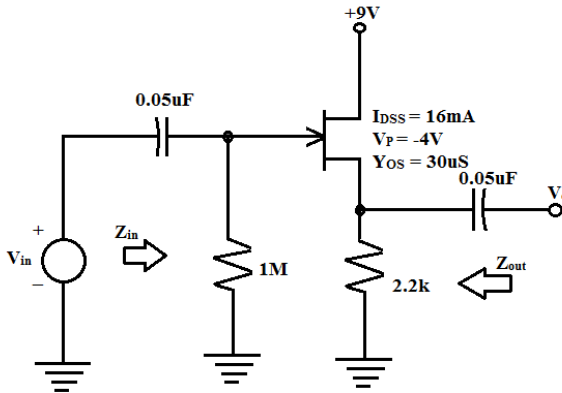 +9V
0.05uF
IDSS = 16mA
VP = -4V
YOS = 30uS
0.05uF
V
+
Vin
–
Zin
1M
2.2k
Zout